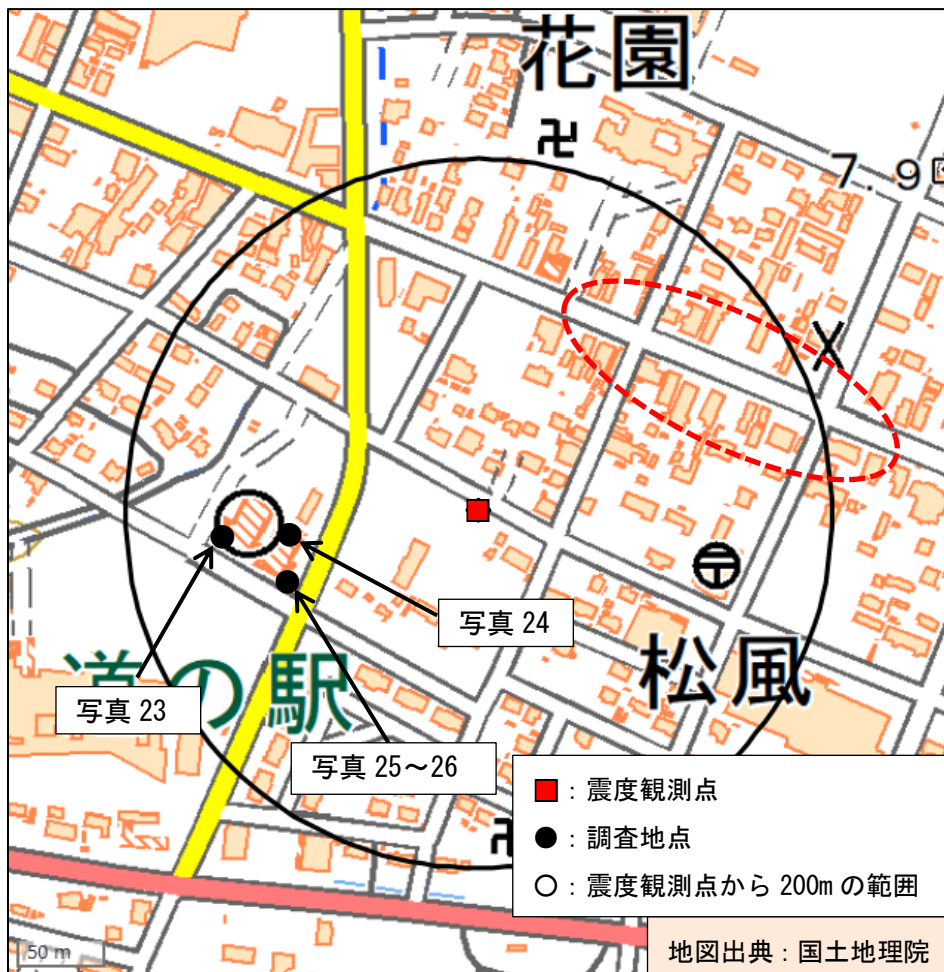 花園
7.9
道の駅
松風
写真 24
写真 23
写真 25～26
：震度観測点
：調査地点
：震度観測点から 200m の範囲
50 m
地図出典：国土地理院